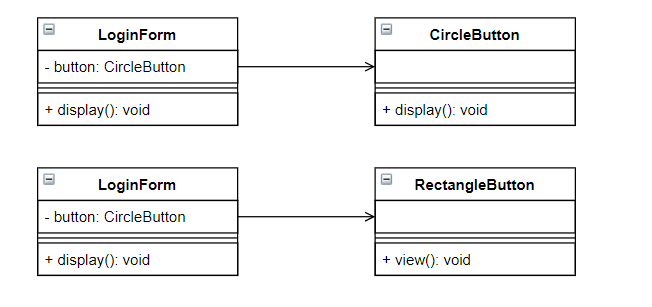 LoginForm
CircleButton
- button: CircleButton
+ display(): void
+ display(): void
LoginForm
RectangleButton
- button: CircleButton
+ display(): void
+ view(): void